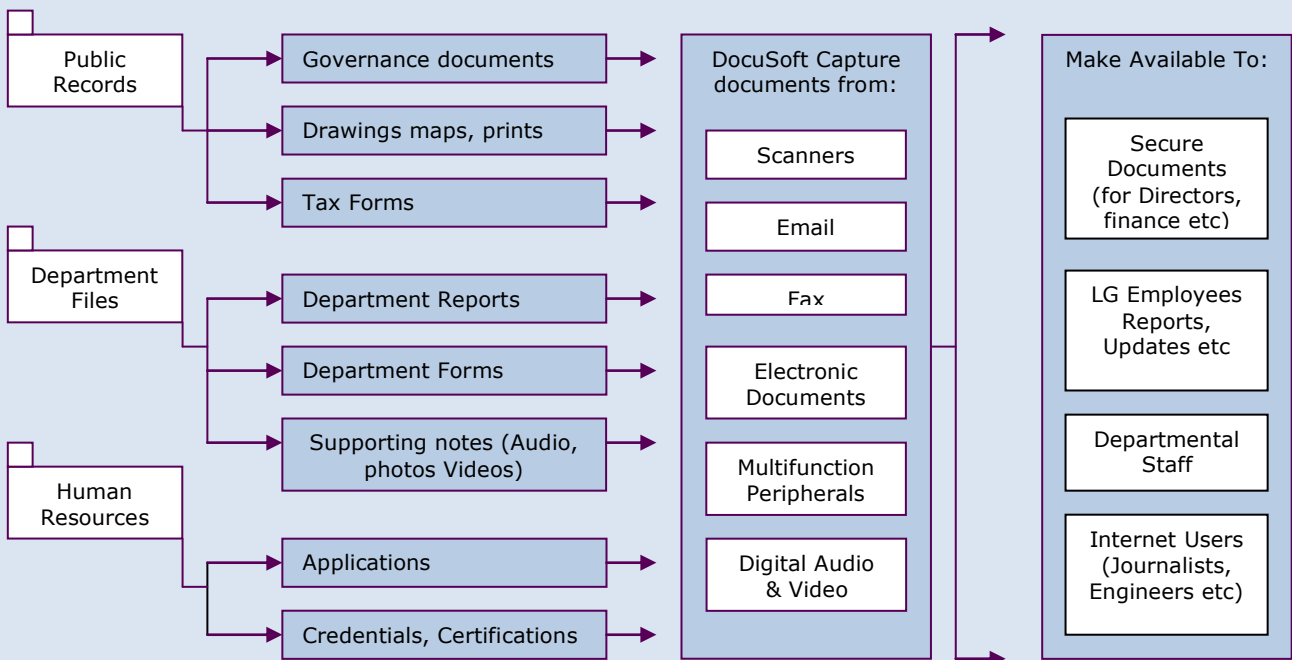 Public
Records
Governance documents
Drawings maps, prints
Tax Forms
Department
Files
Department Reports
Department Forms
Supporting notes (Audio,
photos Videos)
Human
Resources
Applications
Credentials, Certifications
DocuSoft Capture
documents from:
Scanners
Email
Fax
Electronic
Documents
Multifunction
Peripherals
Digital Audio
& Video
Make Available To:
Secure
Documents
(for Directors,
finance etc)
LG Employees
Reports,
Updates etc
Departmental
Staff
Internet Users
(Journalists,
Engineers etc)